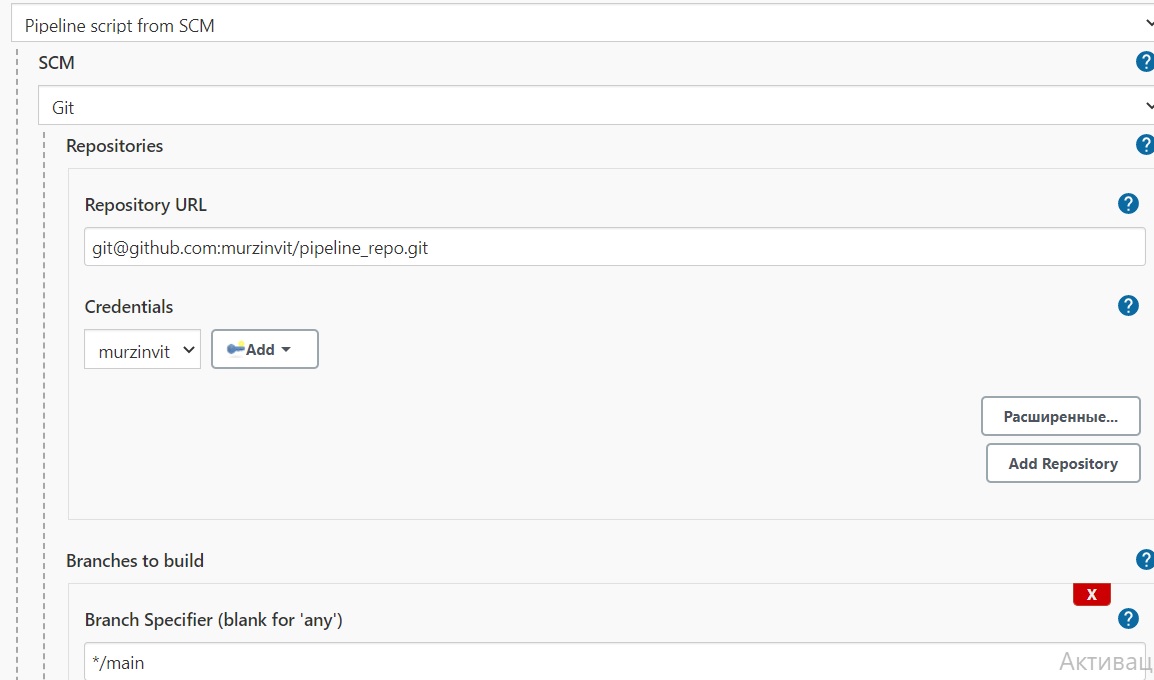 Pipeline script from SCM
SCM
?
Git
Repositories
?
Repository URL
?
git@github.com:murzinvit/pipeline_repo.git
Credentials
?
murzinvit
Add
Расширенные...
Add Repository
Branches to build
?
X
Branch Specifier (blank for 'any')
?
*/main